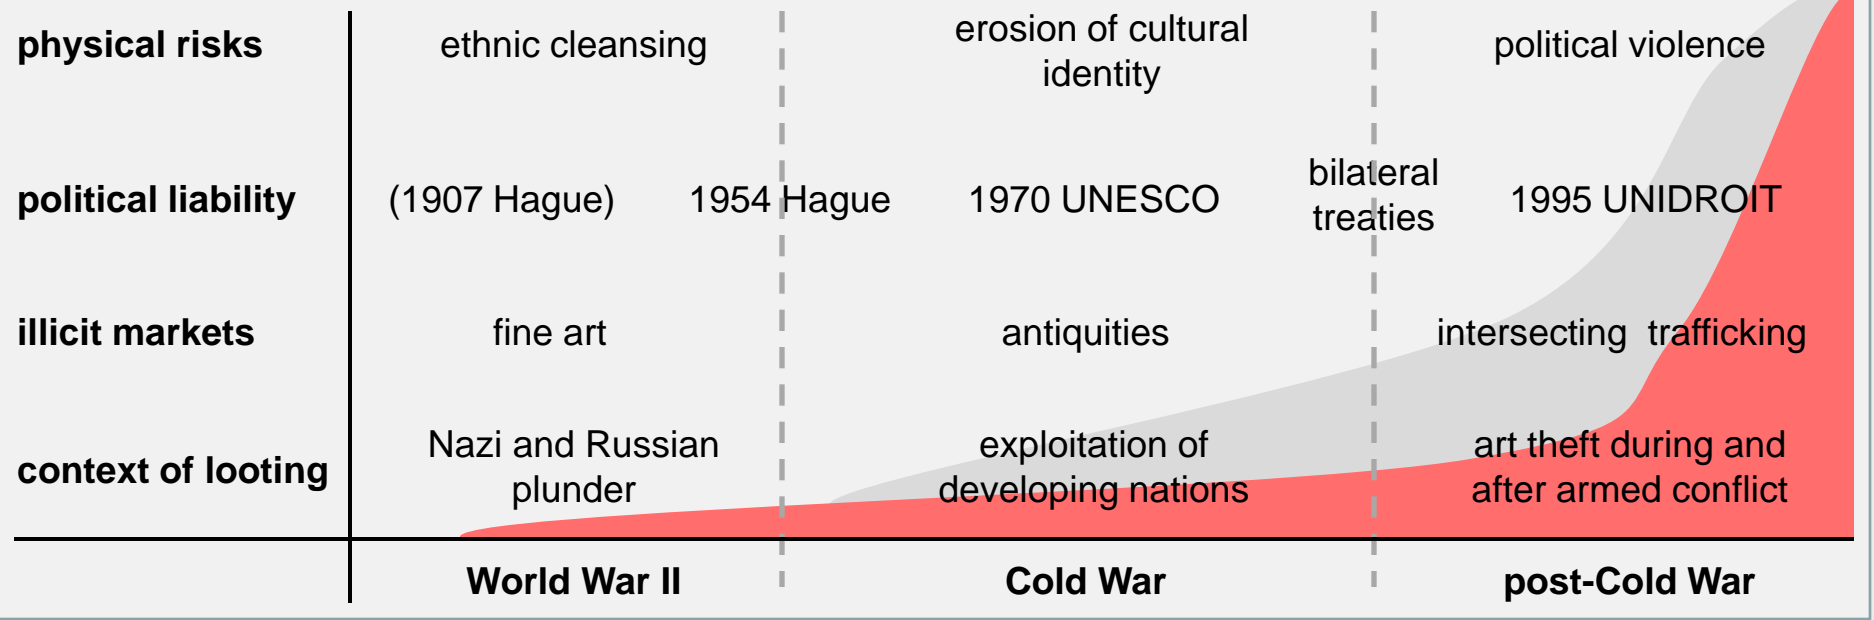 physical risks
ethnic cleansing
erosion of cultural
identity
political violence
political liability
(1907 Hague)
1954 Hague
1970 UNESCO
bilateral
treaties
1995 UNIDROIT
illicit markets
fine art
antiquities
intersecting trafficking
context of looting
Nazi and Russian
plunder
exploitation of
developing nations
art theft during and
after armed conflict
World War II
Cold War
post-Cold War